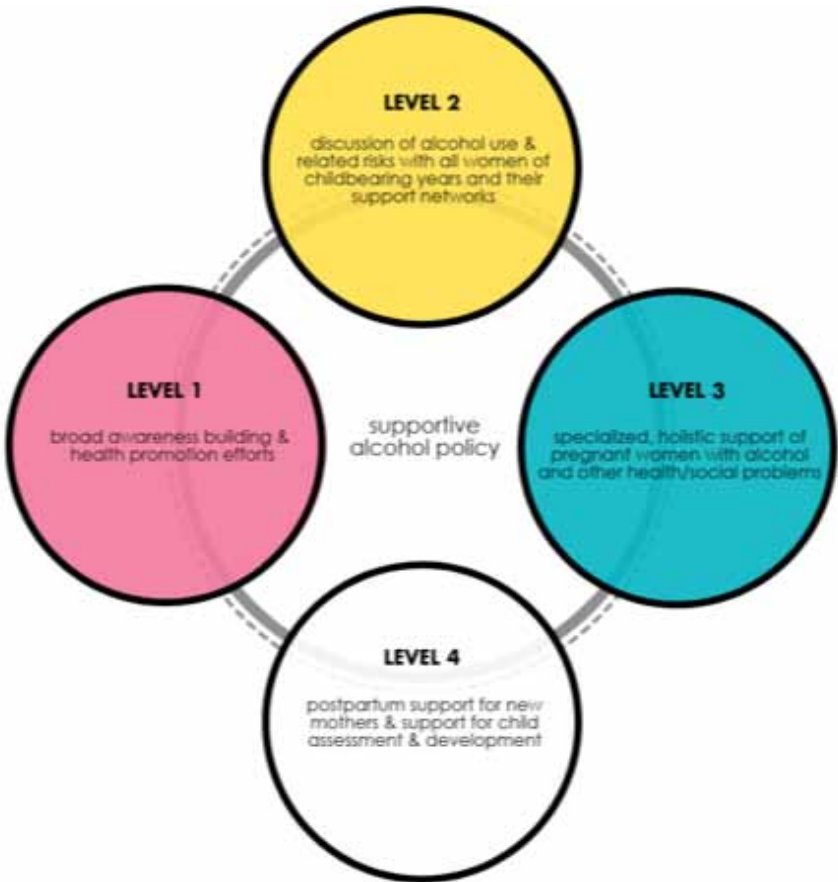 LEVEL 2
discussion of alcohol use &
related risks with all women of
childbearing years and their
support networks
LEVEL 1
broad awareness building &
health promotion efforts
supportive
alcohol policy
LEVEL 3
specialized, holistic support of
pregnant women with alcohol
and other health/social problems
LEVEL 4
postpartum support for new
mothers & support for child
assessment & development